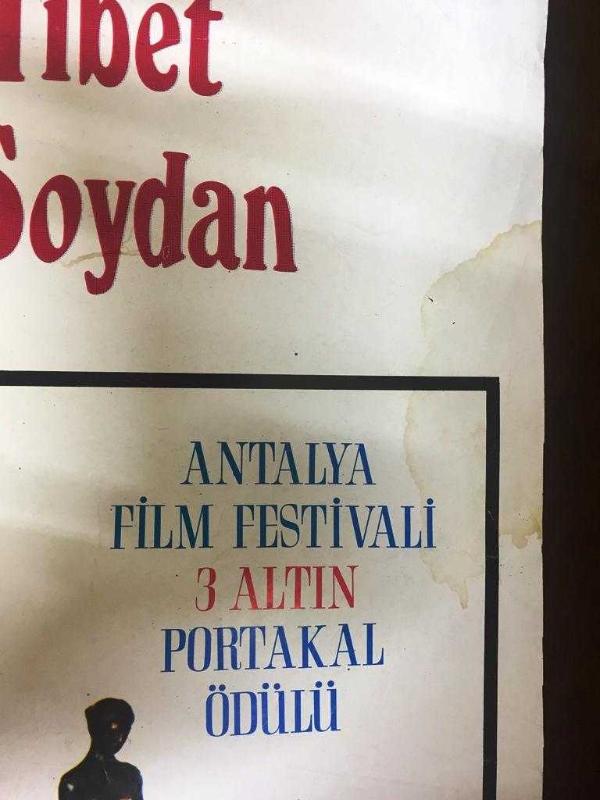 Tibet
Soydan
ANTALYA
FİLM FESTİVALİ
3 ALTIN
PORTAKAL
ÖDÜLÜ